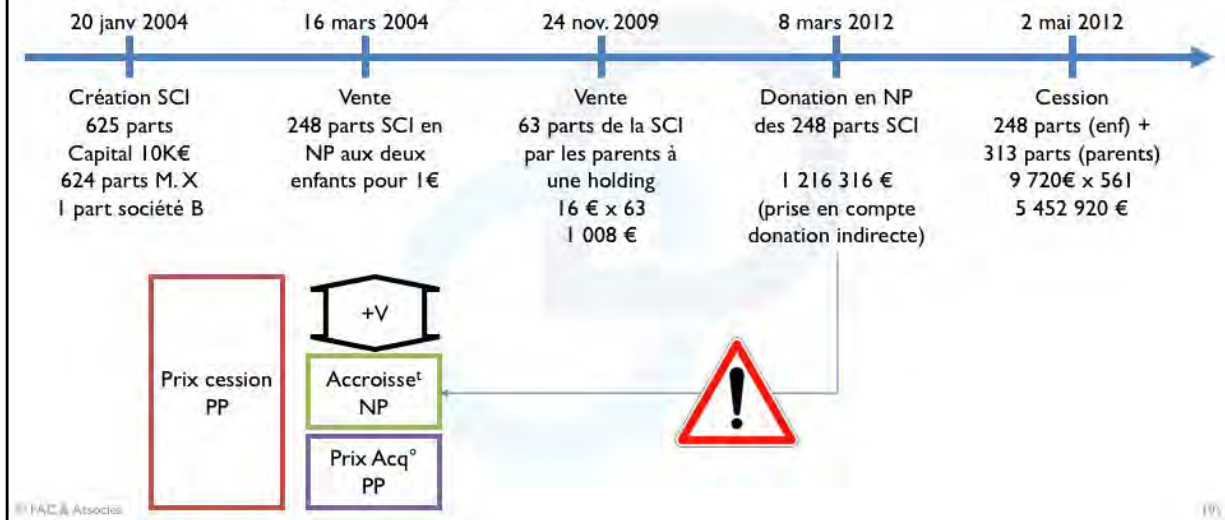 20 janv 2004
16 mars 2004
24 nov. 2009
8 mars 2012
2 mai 2012
Création SCI
625 parts
Capital 10K€
624 parts M. X
1 part société B
Vente
248 parts SCI en
NP aux deux
enfants pour 1€
Vente
63 parts de la SCI
par les parents à
une holding
16 € x 63
1 008 €
Donation en NP
des 248 parts SCI
1 216 316 €
(prise en compte
donation indirecte)
Cession
248 parts (enf) +
313 parts (parents)
9 720€ x 561
5 452 920 €
Prix cession
PP
+V
Accroisseᵗ
NP
Prix Acq°
PP
!